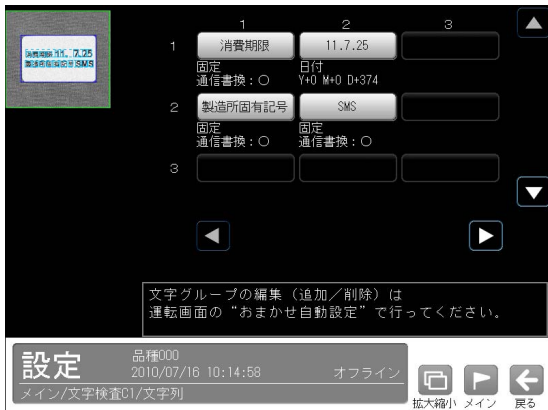 1 2 3
消費期限 11. 7.25
製造所固有記号 SMS
1 消費期限 11.7.25
固定 日付
通信書換:○ Y+0 M+0 D+374
2 製造所固有記号 SMS
固定 固定
通信書換:○ 通信書換:○
3
文字グループの編集(追加/削除)は
運転画面の“おまかせ自動設定”で行ってください。
設定 品種000
2010/07/16 10:14:58 オフライン
メイン/文字検査C1/文字列
拡大縮小 メイン 戻る